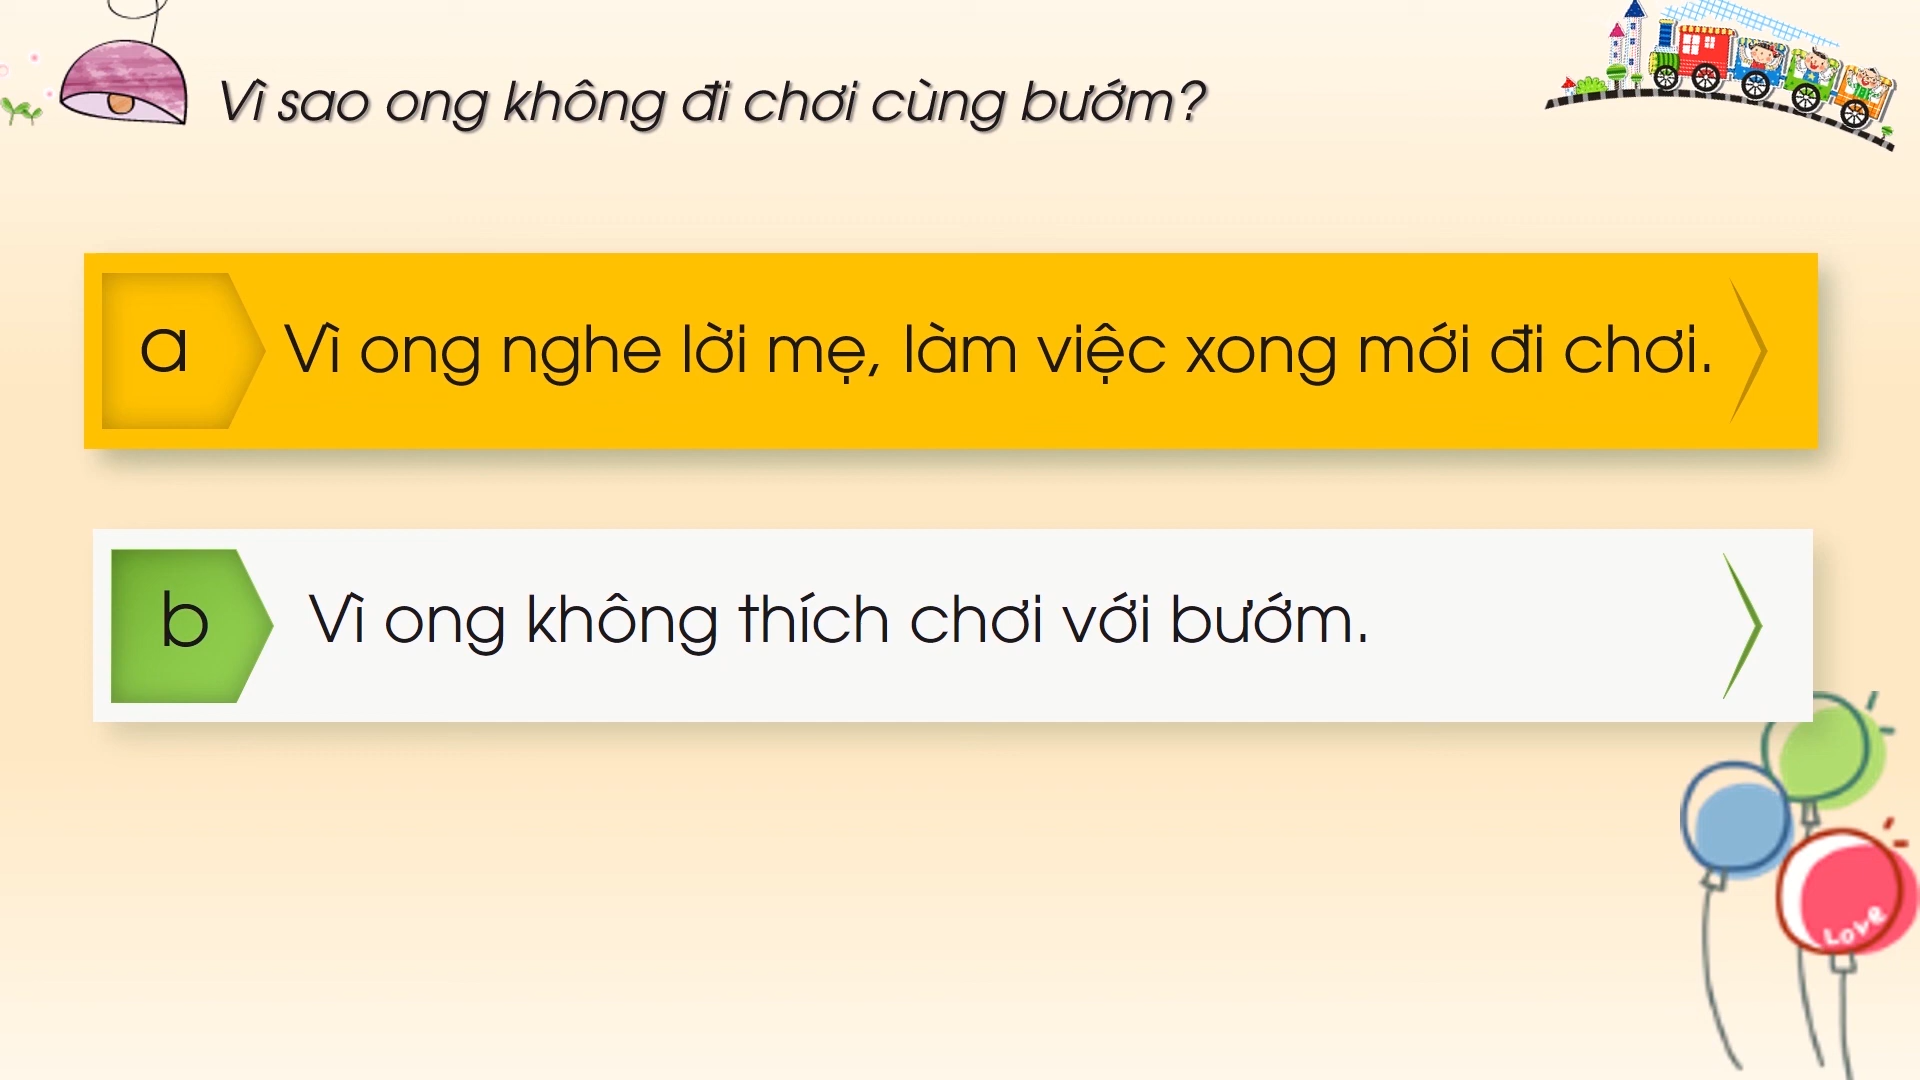 Vì sao ong không đi chơi cùng bướm?
a
Vì ong nghe lời mẹ, làm việc xong mới đi chơi.
b
Vì ong không thích chơi với bướm.
Love